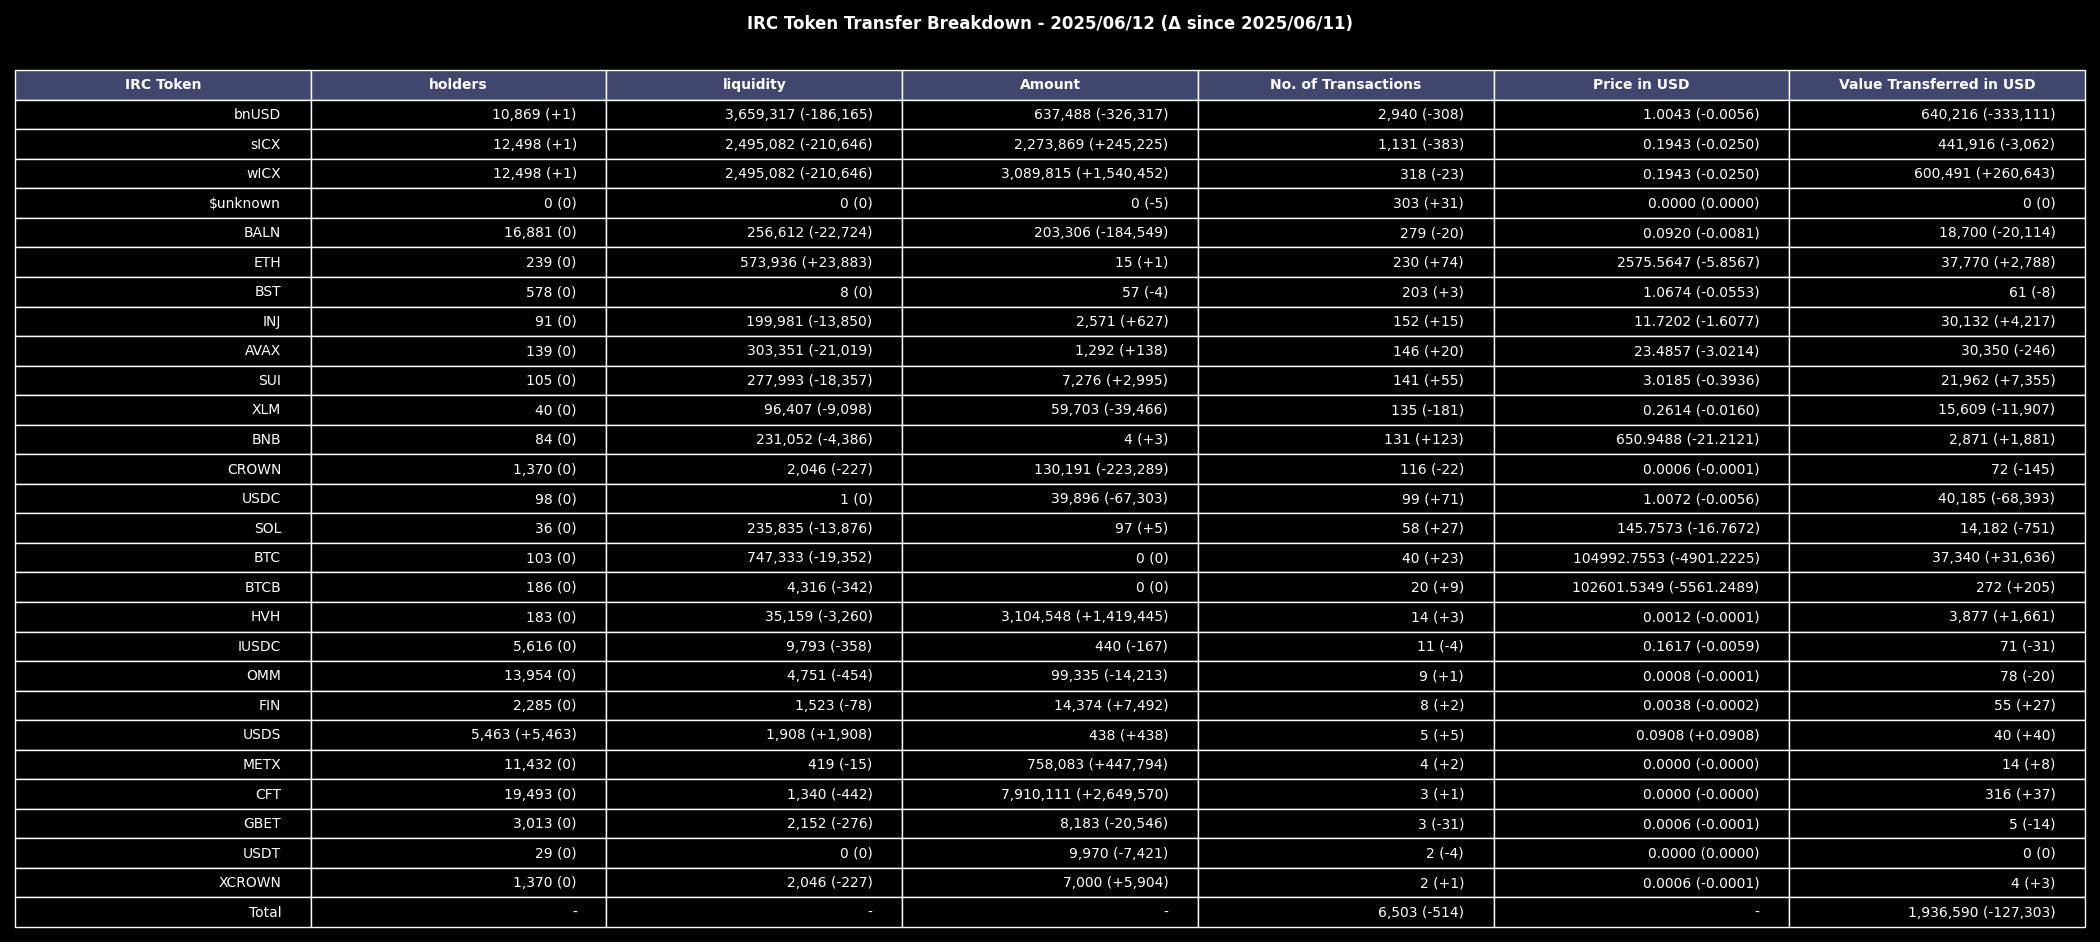 IRC Token Transfer Breakdown - 2025/06/12 (Δ since 2025/06/11)
IRC Token holders liquidity Amount No. of Transactions Price in USD Value Transferred in USD
bnUSD 10,869 (+1) 3,659,317 (-186,165) 637,488 (-326,317) 2,940 (-308) 1.0043 (-0.0056) 640,216 (-333,111)
sICX 12,498 (+1) 2,495,082 (-210,646) 2,273,869 (+245,225) 1,131 (-383) 0.1943 (-0.0250) 441,916 (-3,062)
wICX 12,498 (+1) 2,495,082 (-210,646) 3,089,815 (+1,540,452) 318 (-23) 0.1943 (-0.0250) 600,491 (+260,643)
$unknown 0 (0) 0 (0) 0 (-5) 303 (+31) 0.0000 (0.0000) 0 (0)
BALN 16,881 (0) 256,612 (-22,724) 203,306 (-184,549) 279 (-20) 0.0920 (-0.0081) 18,700 (-20,114)
ETH 239 (0) 573,936 (+23,883) 15 (+1) 230 (+74) 2575.5647 (-5.8567) 37,770 (+2,788)
BST 578 (0) 8 (0) 57 (-4) 203 (+3) 1.0674 (-0.0553) 61 (-8)
INJ 91 (0) 199,981 (-13,850) 2,571 (+627) 152 (+15) 11.7202 (-1.6077) 30,132 (+4,217)
AVAX 139 (0) 303,351 (-21,019) 1,292 (+138) 146 (+20) 23.4857 (-3.0214) 30,350 (-246)
SUI 105 (0) 277,993 (-18,357) 7,276 (+2,995) 141 (+55) 3.0185 (-0.3936) 21,962 (+7,355)
XLM 40 (0) 96,407 (-9,098) 59,703 (-39,466) 135 (-181) 0.2614 (-0.0160) 15,609 (-11,907)
BNB 84 (0) 231,052 (-4,386) 4 (+3) 131 (+123) 650.9488 (-21.2121) 2,871 (+1,881)
CROWN 1,370 (0) 2,046 (-227) 130,191 (-223,289) 116 (-22) 0.0006 (-0.0001) 72 (-145)
USDC 98 (0) 1 (0) 39,896 (-67,303) 99 (+71) 1.0072 (-0.0056) 40,185 (-68,393)
SOL 36 (0) 235,835 (-13,876) 97 (+5) 58 (+27) 145.7573 (-16.7672) 14,182 (-751)
BTC 103 (0) 747,333 (-19,352) 0 (0) 40 (+23) 104992.7553 (-4901.2225) 37,340 (+31,636)
BTCB 186 (0) 4,316 (-342) 0 (0) 20 (+9) 102601.5349 (-5561.2489) 272 (+205)
HVH 183 (0) 35,159 (-3,260) 3,104,548 (+1,419,445) 14 (+3) 0.0012 (-0.0001) 3,877 (+1,661)
IUSDC 5,616 (0) 9,793 (-358) 440 (-167) 11 (-4) 0.1617 (-0.0059) 71 (-31)
OMM 13,954 (0) 4,751 (-454) 99,335 (-14,213) 9 (+1) 0.0008 (-0.0001) 78 (-20)
FIN 2,285 (0) 1,523 (-78) 14,374 (+7,492) 8 (+2) 0.0038 (-0.0002) 55 (+27)
USDS 5,463 (+5,463) 1,908 (+1,908) 438 (+438) 5 (+5) 0.0908 (+0.0908) 40 (+40)
METX 11,432 (0) 419 (-15) 758,083 (+447,794) 4 (+2) 0.0000 (-0.0000) 14 (+8)
CFT 19,493 (0) 1,340 (-442) 7,910,111 (+2,649,570) 3 (+1) 0.0000 (-0.0000) 316 (+37)
GBET 3,013 (0) 2,152 (-276) 8,183 (-20,546) 3 (-31) 0.0006 (-0.0001) 5 (-14)
USDT 29 (0) 0 (0) 9,970 (-7,421) 2 (-4) 0.0000 (0.0000) 0 (0)
XCROWN 1,370 (0) 2,046 (-227) 7,000 (+5,904) 2 (+1) 0.0006 (-0.0001) 4 (+3)
Total - - - 6,503 (-514) - 1,936,590 (-127,303)